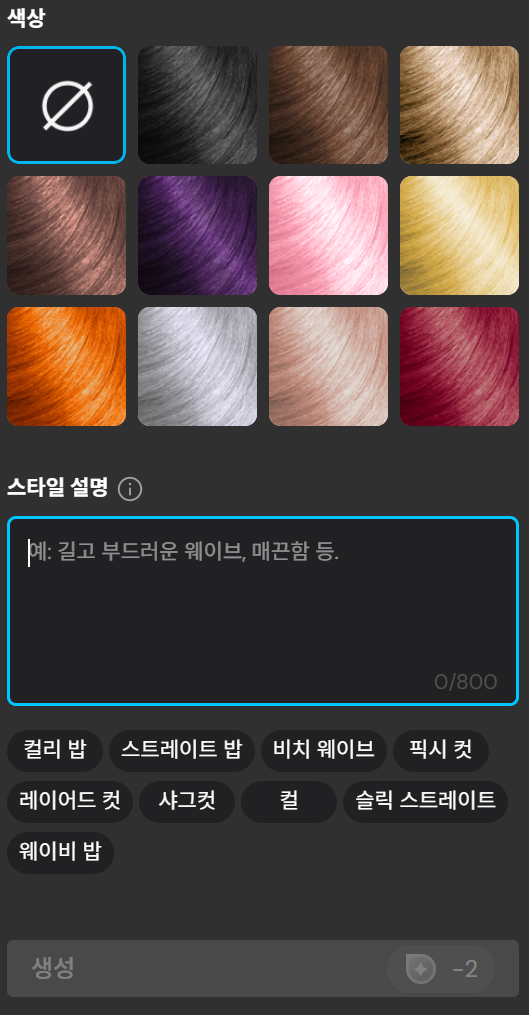 색상
스타일 설명
예: 길고 부드러운 웨이브, 매끈함 등.
0/800
컬리 밥 스트레이트 밥 비치 웨이브 픽시 컷
레이어드 컷 샤그컷 컬 슬릭 스트레이트
웨이비 밥
생성 -2